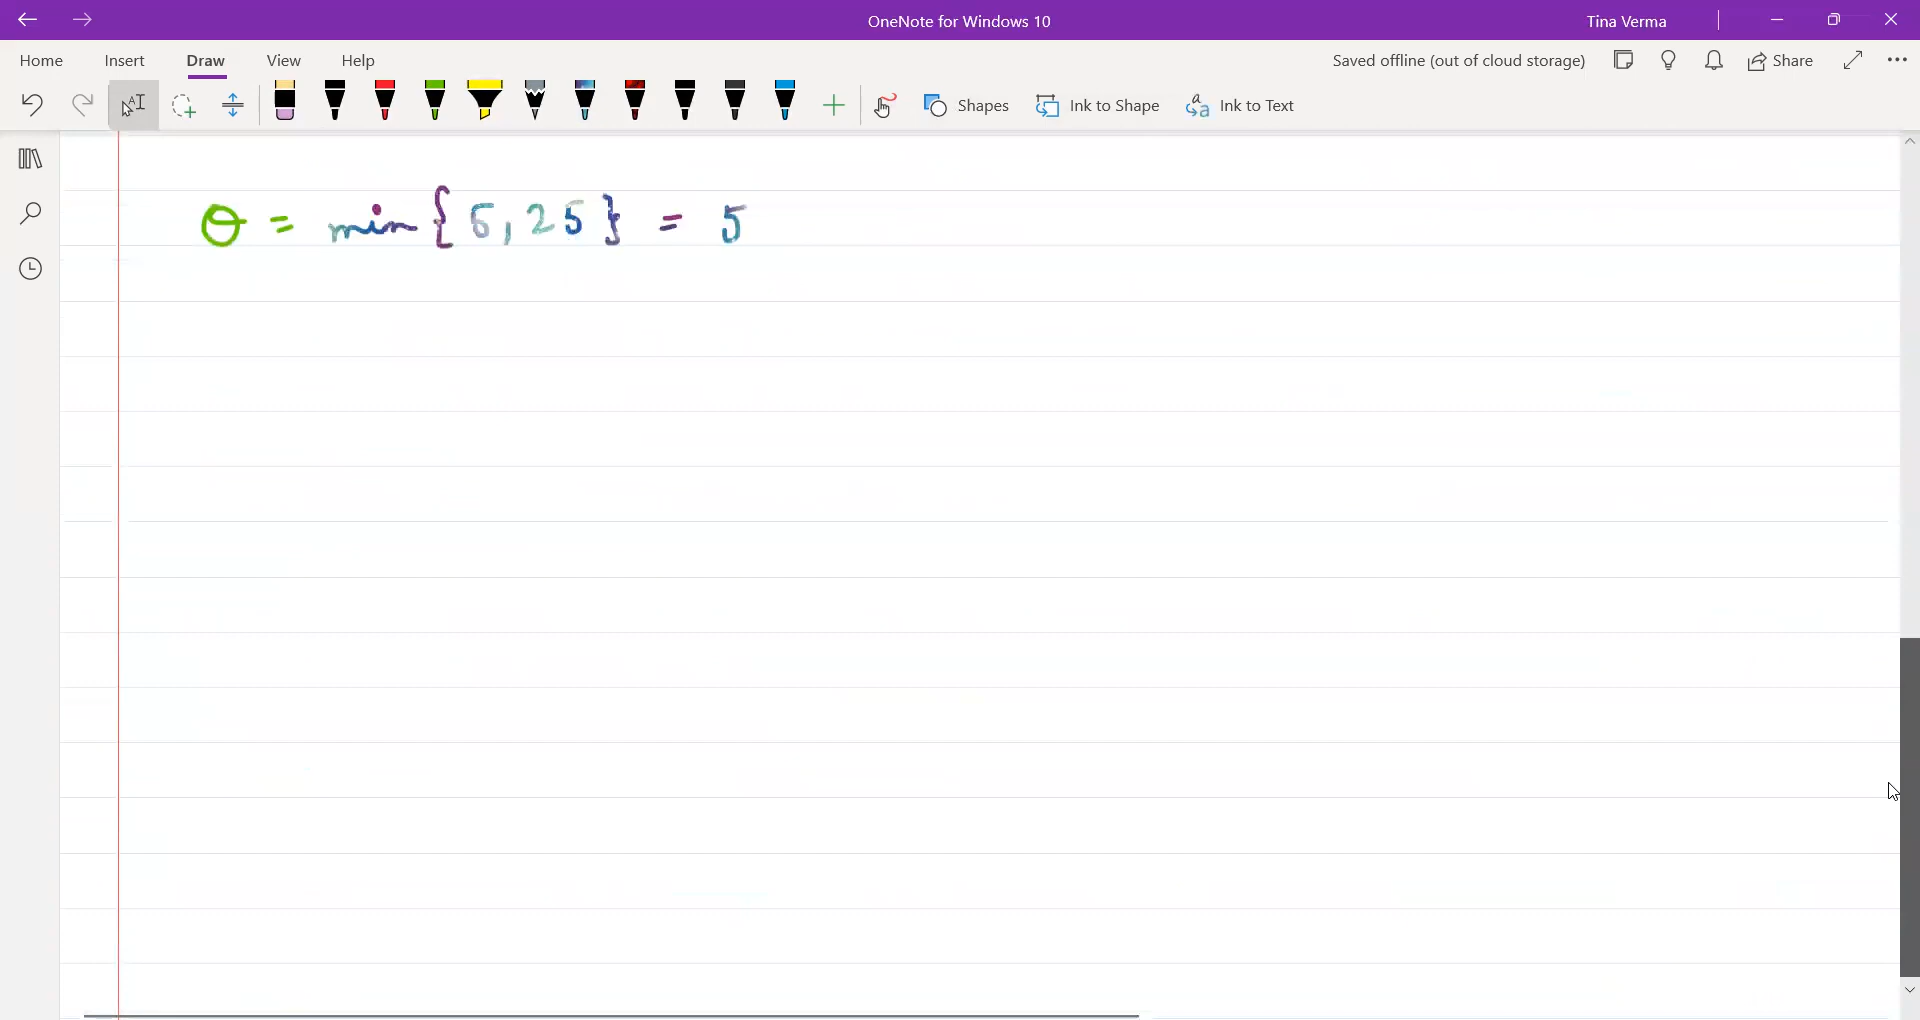 OneNote for Windows 10
Tina Verma
Home Insert Draw View Help
Saved offline (out of cloud storage)
Share
Shapes
Ink to Shape
Ink to Text
θ = min{5,25} = 5